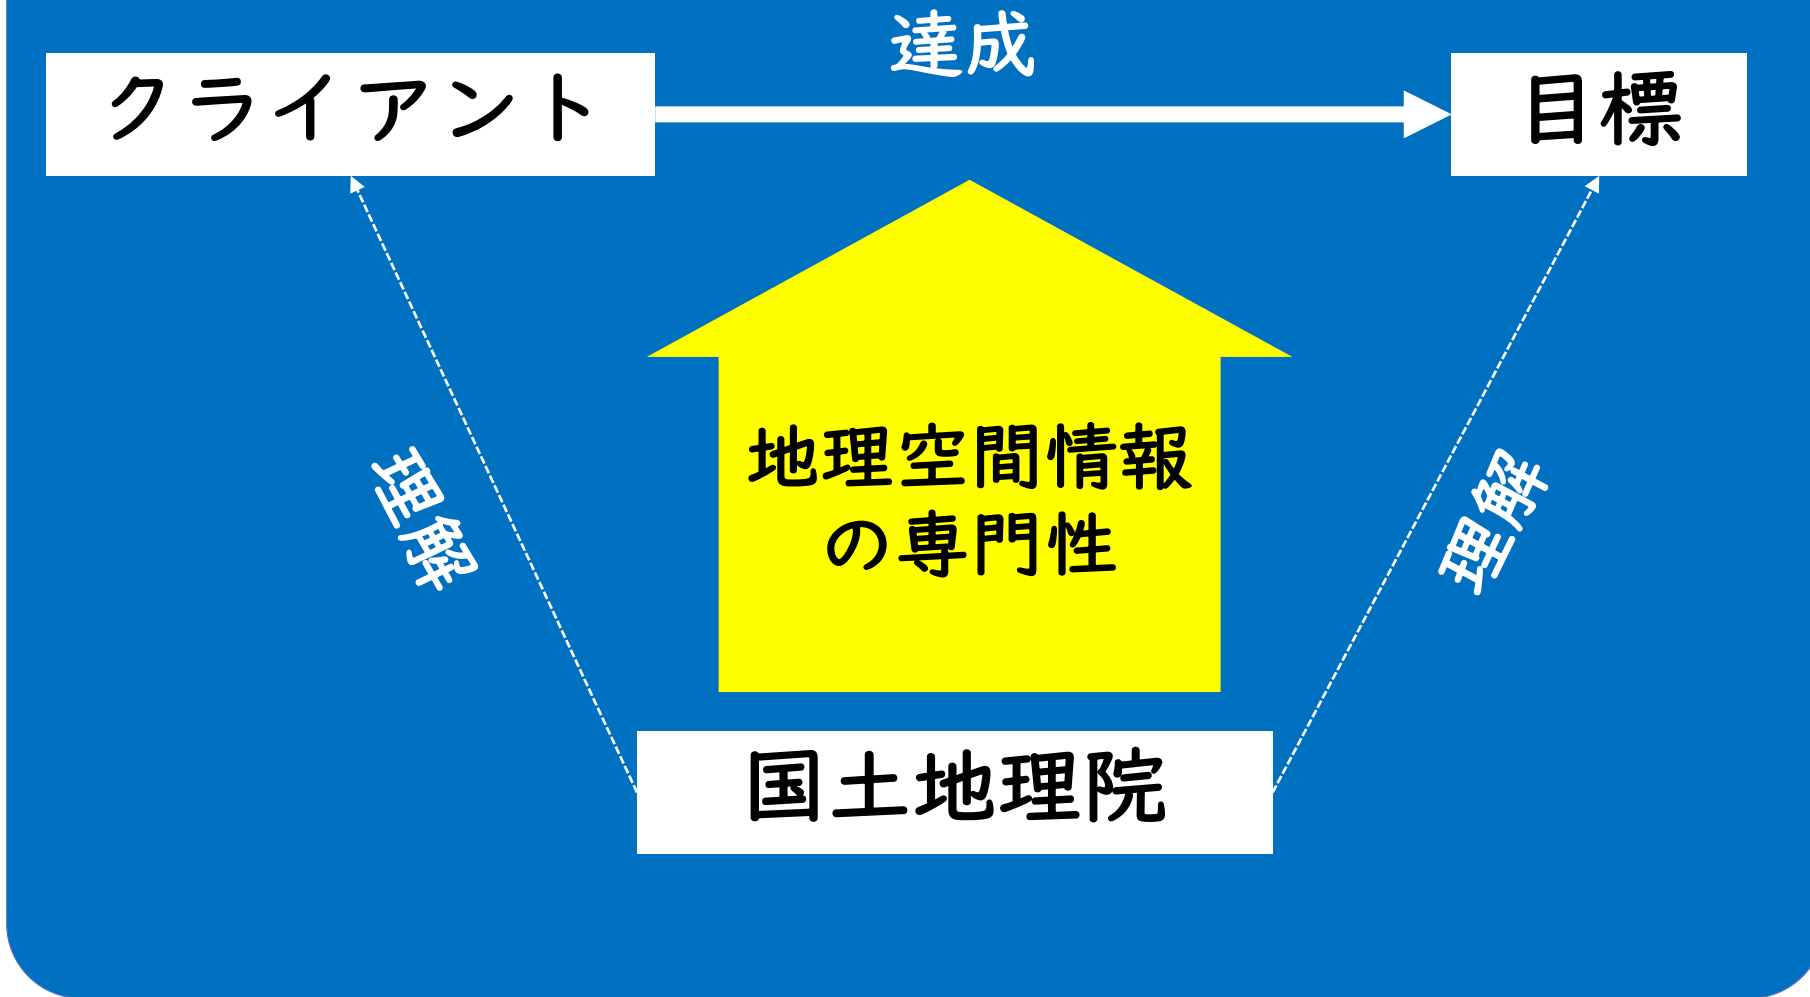 達成
クライアント
目標
地理空間情報
の専門性
理解
理解
国土地理院